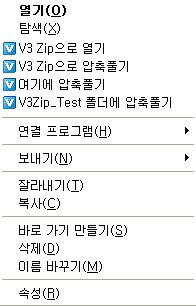 열기(O)
탐색(X)
V3 Zip으로 열기
V3 Zip으로 압축풀기
여기에 압축풀기
V3Zip_Test 폴더에 압축풀기
연결 프로그램(H)
보내기(N)
잘라내기(T)
복사(C)
바로 가기 만들기(S)
삭제(D)
이름 바꾸기(M)
속성(R)